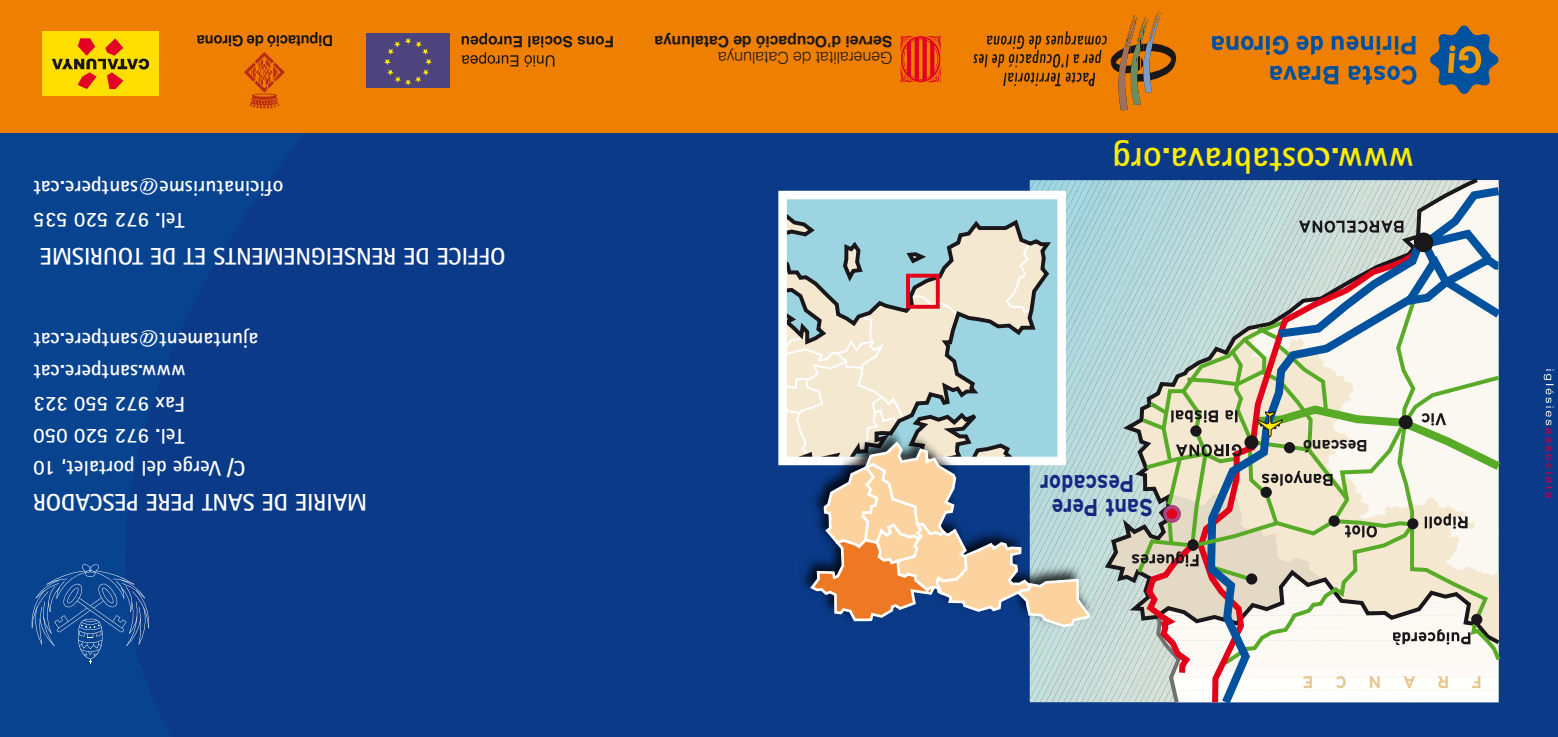 F R A N C E
Puigcerdà
Figueres
Ripoll
Olot
Sant Pere
Pescador
Banyoles
Bescanó
GIRONA
Vic
la Bisbal
BARCELONA
www.costabrava.org
MAIRIE DE SANT PERE PESCADOR
C/ Verge del portalet, 10
Tel. 972 520 050
Fax 972 550 323
www.santpere.cat
ajuntament@santpere.cat
OFFICE DE RENSEIGNEMENTS ET DE TOURISME
Tel. 972 520 535
oficinaturisme@santpere.cat
iglésiesassociats
Gi
Costa Brava
Pirineu de Girona
Pacte Territorial
per a l'Ocupació de les
comarques de Girona
Generalitat de Catalunya
Servei d'Ocupació de Catalunya
Unió Europea
Fons Social Europeu
Diputació de Girona
CATALUNYA